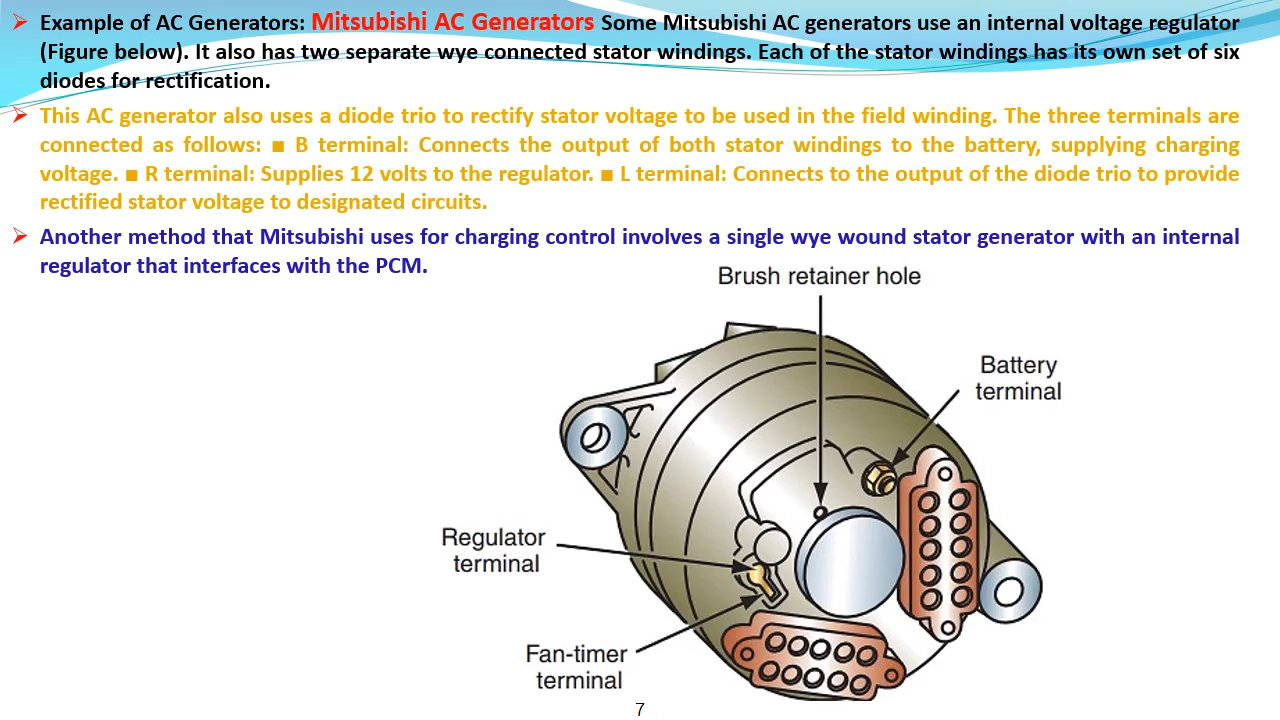 ➢ Example of AC Generators: Mitsubishi AC Generators Some Mitsubishi AC generators use an internal voltage regulator
(Figure below). It also has two separate wye connected stator windings. Each of the stator windings has its own set of six
diodes for rectification.
➢ This AC generator also uses a diode trio to rectify stator voltage to be used in the field winding. The three terminals are
connected as follows: ■ B terminal: Connects the output of both stator windings to the battery, supplying charging
voltage. ■ R terminal: Supplies 12 volts to the regulator. ■ L terminal: Connects to the output of the diode trio to provide
rectified stator voltage to designated circuits.
➢ Another method that Mitsubishi uses for charging control involves a single wye wound stator generator with an internal
regulator that interfaces with the PCM.
Brush retainer hole
Battery
terminal
Regulator
terminal
Fan-timer
terminal
7